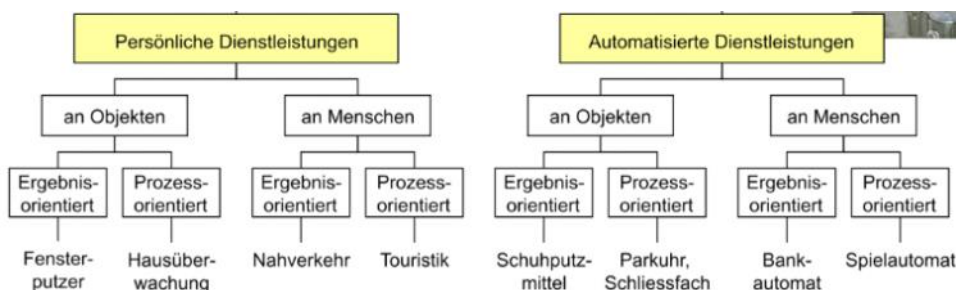 Persönliche Dienstleistungen
Automatisierte Dienstleistungen
an Objekten
an Menschen
an Objekten
an Menschen
Ergebnis-
orientiert
Prozess-
orientiert
Ergebnis-
orientiert
Prozess-
orientiert
Ergebnis-
orientiert
Prozess-
orientiert
Ergebnis-
orientiert
Prozess-
orientiert
Fenster-
putzer
Hausüber-
wachung
Nahverkehr
Touristik
Schuhputz-
mittel
Parkuhr,
Schliessfach
Bank-
automat
Spielautomat